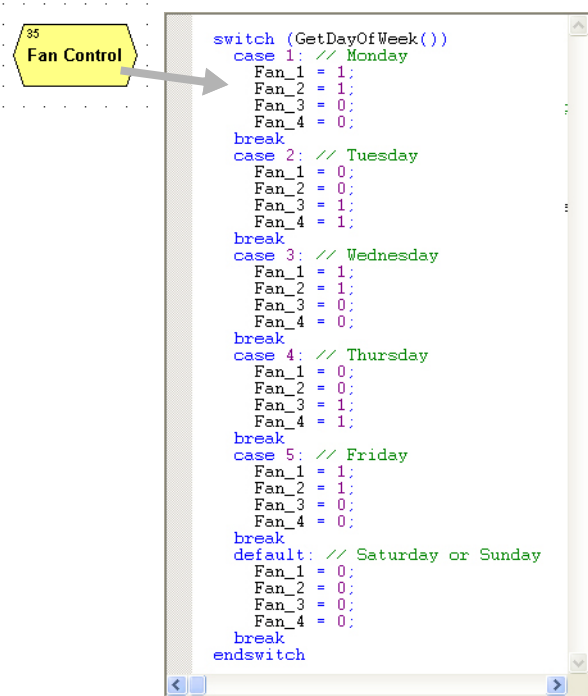 35
Fan Control
switch (GetDayOfWeek())
case 1: // Monday
Fan_1 = 1;
Fan_2 = 1;
Fan_3 = 0;
Fan_4 = 0;
break
case 2: // Tuesday
Fan_1 = 0;
Fan_2 = 0;
Fan_3 = 1;
Fan_4 = 1;
break
case 3: // Wednesday
Fan_1 = 1;
Fan_2 = 1;
Fan_3 = 0;
Fan_4 = 0;
break
case 4: // Thursday
Fan_1 = 0;
Fan_2 = 0;
Fan_3 = 1;
Fan_4 = 1;
break
case 5: // Friday
Fan_1 = 1;
Fan_2 = 1;
Fan_3 = 0;
Fan_4 = 0;
break
default: // Saturday or Sunday
Fan_1 = 0;
Fan_2 = 0;
Fan_3 = 0;
Fan_4 = 0;
break
endswitch